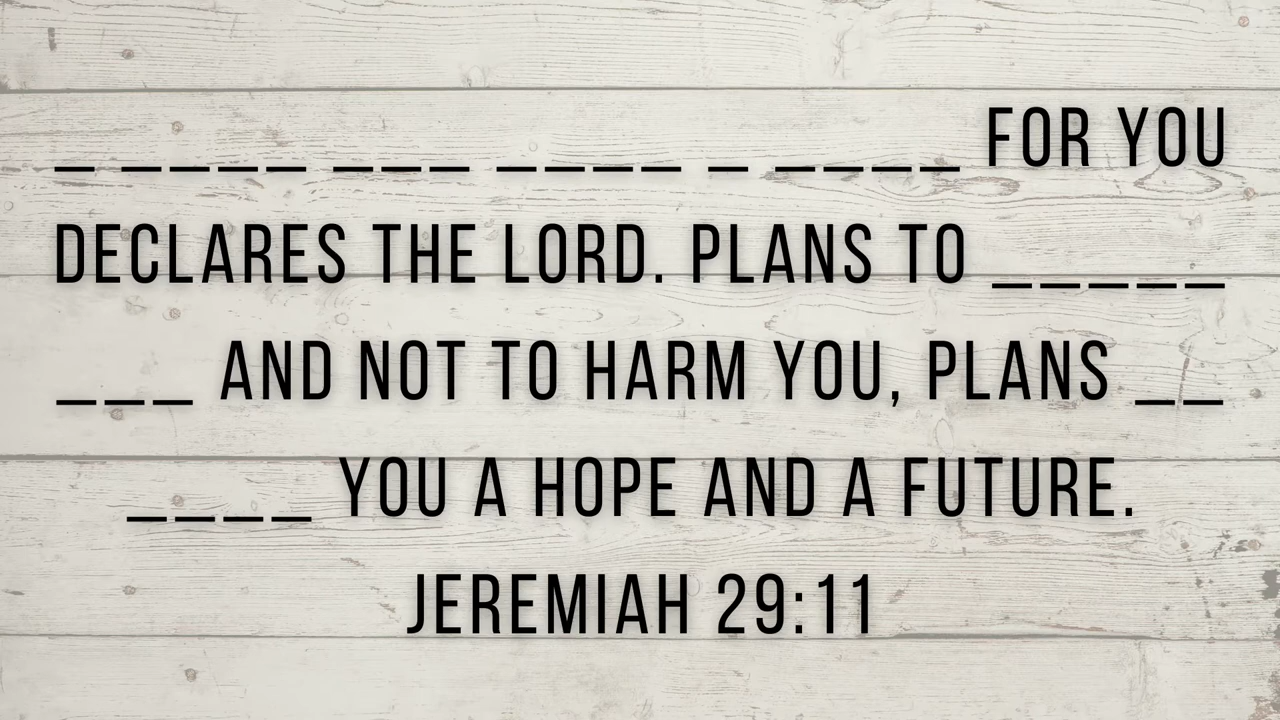 _ ____ ___ ____ _ ____ FOR YOU
DECLARES THE LORD. PLANS TO _____
___ AND NOT TO HARM YOU, PLANS __
____ YOU A HOPE AND A FUTURE.
JEREMIAH 29:11